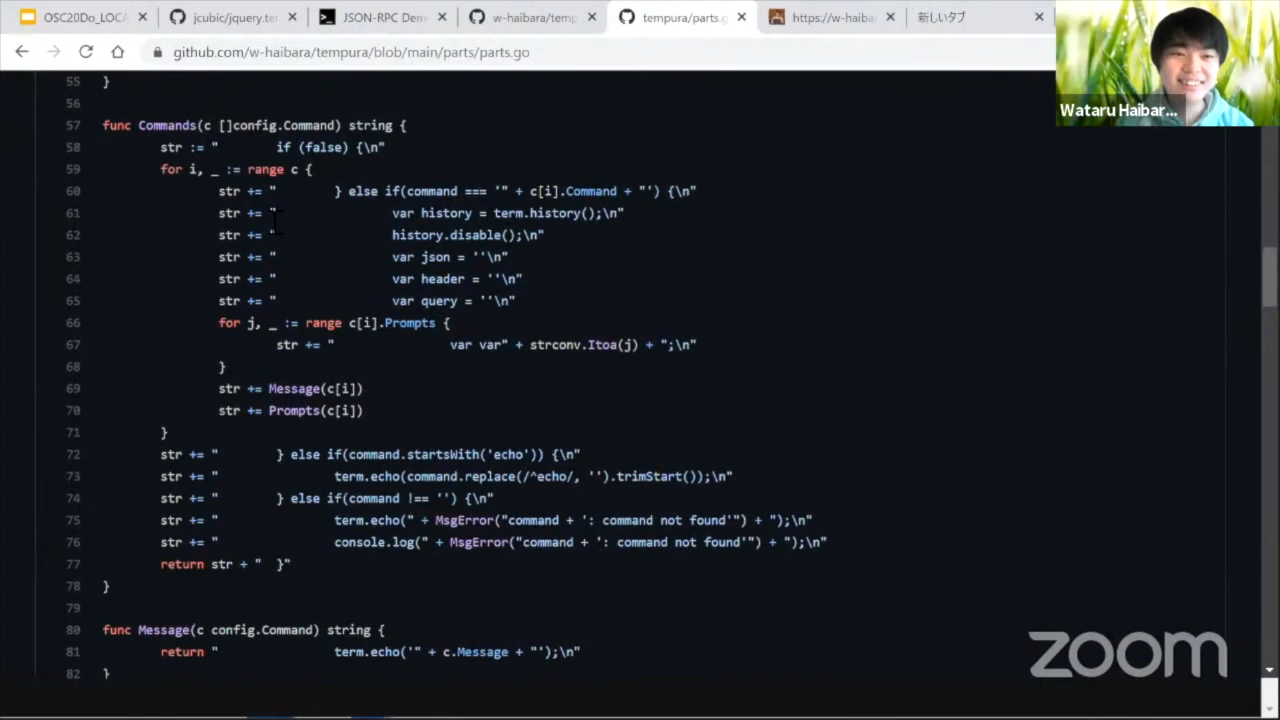 OSC20Do_LOCA
jcubic/jquery.te
JSON-RPC Dem
w-haibara/temp
tempura/parts.g
https://w-haiba
新しいタブ
github.com/w-haibara/tempura/blob/main/parts/parts.go
Wataru Haibar...
55 }
56
57 func Commands(c []config.Command) string {
58 str := " if (false) {\n"
59 for i, _ := range c {
60 str += " } else if(command === '" + c[i].Command + "') {\n"
61 str += " var history = term.history();\n"
62 str += " history.disable();\n"
63 str += " var json = ''\n"
64 str += " var header = ''\n"
65 str += " var query = ''\n"
66 for j, _ := range c[i].Prompts {
67 str += " var var" + strconv.Itoa(j) + ";\n"
68 }
69 str += Message(c[i])
70 str += Prompts(c[i])
71 }
72 str += " } else if(command.startsWith('echo')) {\n"
73 str += " term.echo(command.replace(/^echo/, '').trimStart());\n"
74 str += " } else if(command !== '') {\n"
75 str += " term.echo(" + MsgError("command + ': command not found'") + ");\n"
76 str += " console.log(" + MsgError("command + ': command not found'") + ");\n"
77 return str + " }"
78 }
79
80 func Message(c config.Command) string {
81 return " term.echo('" + c.Message + "');\n"
82 }
zoom